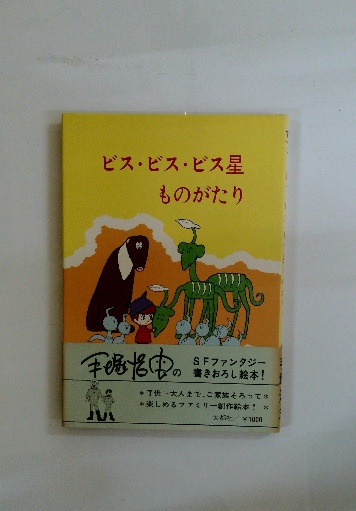 ビス・ビス・ビス星
ものがたり
手塚治虫の
SFファンタジー
書きおろし絵本!
*子供〜大人まで、ご家族そろって*
*楽しめるファミリー創作絵本! *
大都社/¥1000